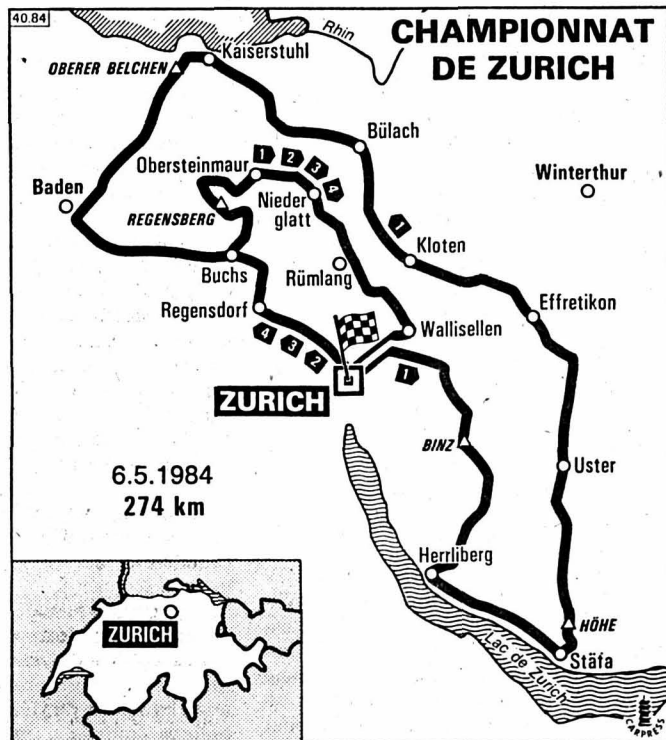 40.84
CHAMPIONNAT
DE ZURICH
Rhin
Kaiserstuhl
OBERER BELCHEN
Bülach
Obersteinmaur
1 2 3 4
Baden
Winterthur
REGENSBERG
Nieder
glatt
1
Kloten
Buchs
Rümlang
Regensdorf
Effretikon
Wallisellen
4 3 2
1
ZURICH
BINZ
6.5.1984
274 km
Uster
Herrliberg
HÖHE
Stäfa
Lac de Zurich
ZURICH
CARPRESS